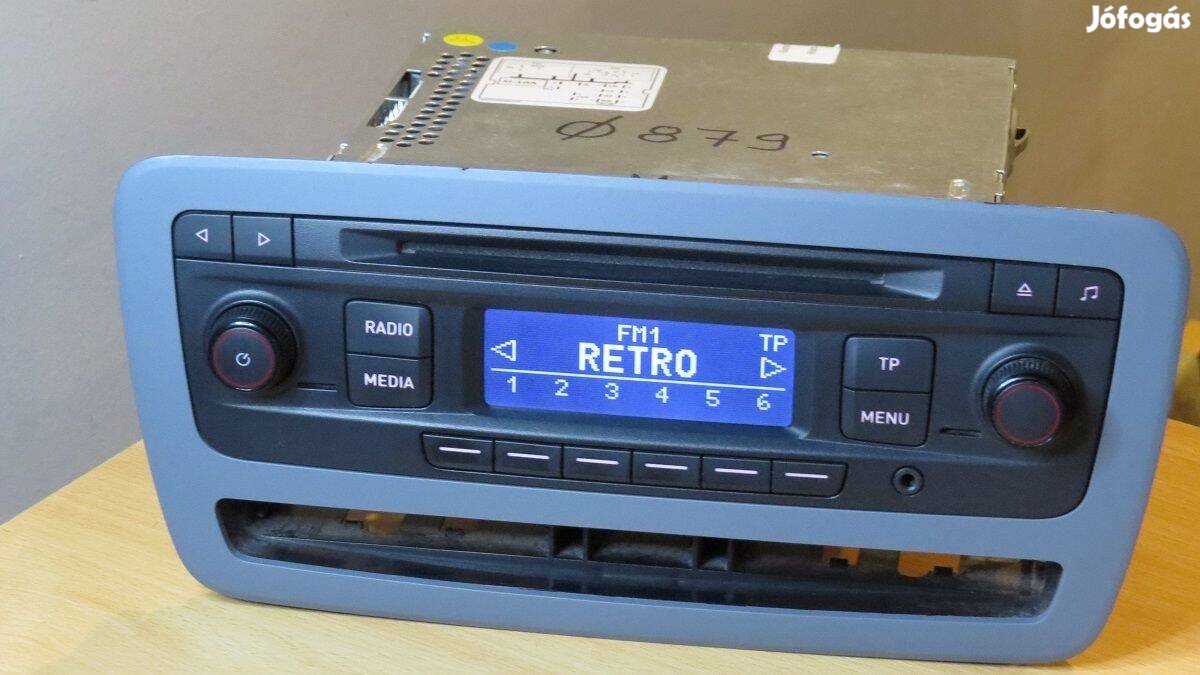 Jófogás
Ø879
RADIO
MEDIA
FM1
TP
RETRO
1 2 3 4 5 6
TP
MENU